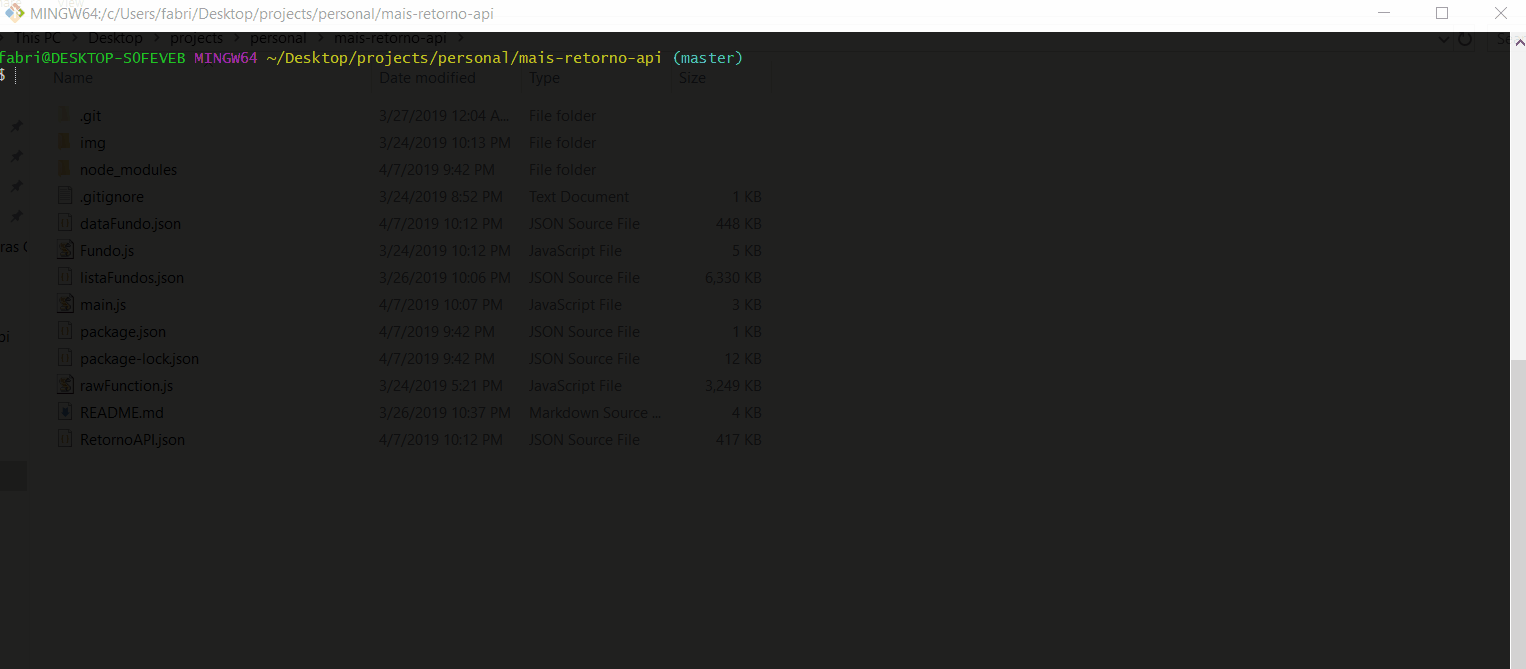 MINGW64:/c/Users/fabri/Desktop/projects/personal/mais-retorno-api
This PC > Desktop > projects > personal > mais-retorno-api >
fabri@DESKTOP-SOFEVEB MINGW64 ~/Desktop/projects/personal/mais-retorno-api (master)
$
Name Date modified Type Size
.git 3/27/2019 12:04 A... File folder
img 3/24/2019 10:13 PM File folder
node_modules 4/7/2019 9:42 PM File folder
.gitignore 3/24/2019 8:52 PM Text Document 1 KB
dataFundo.json 4/7/2019 10:12 PM JSON Source File 448 KB
ras
Fundo.js 3/24/2019 10:12 PM JavaScript File 5 KB
listaFundos.json 3/26/2019 10:06 PM JSON Source File 6,330 KB
main.js 4/7/2019 10:07 PM JavaScript File 3 KB
package.json 4/7/2019 9:42 PM JSON Source File 1 KB
package-lock.json 4/7/2019 9:42 PM JSON Source File 12 KB
rawFunction.js 3/24/2019 5:21 PM JavaScript File 3,249 KB
README.md 3/26/2019 10:37 PM Markdown Source ... 4 KB
RetornoAPI.json 4/7/2019 10:12 PM JSON Source File 417 KB